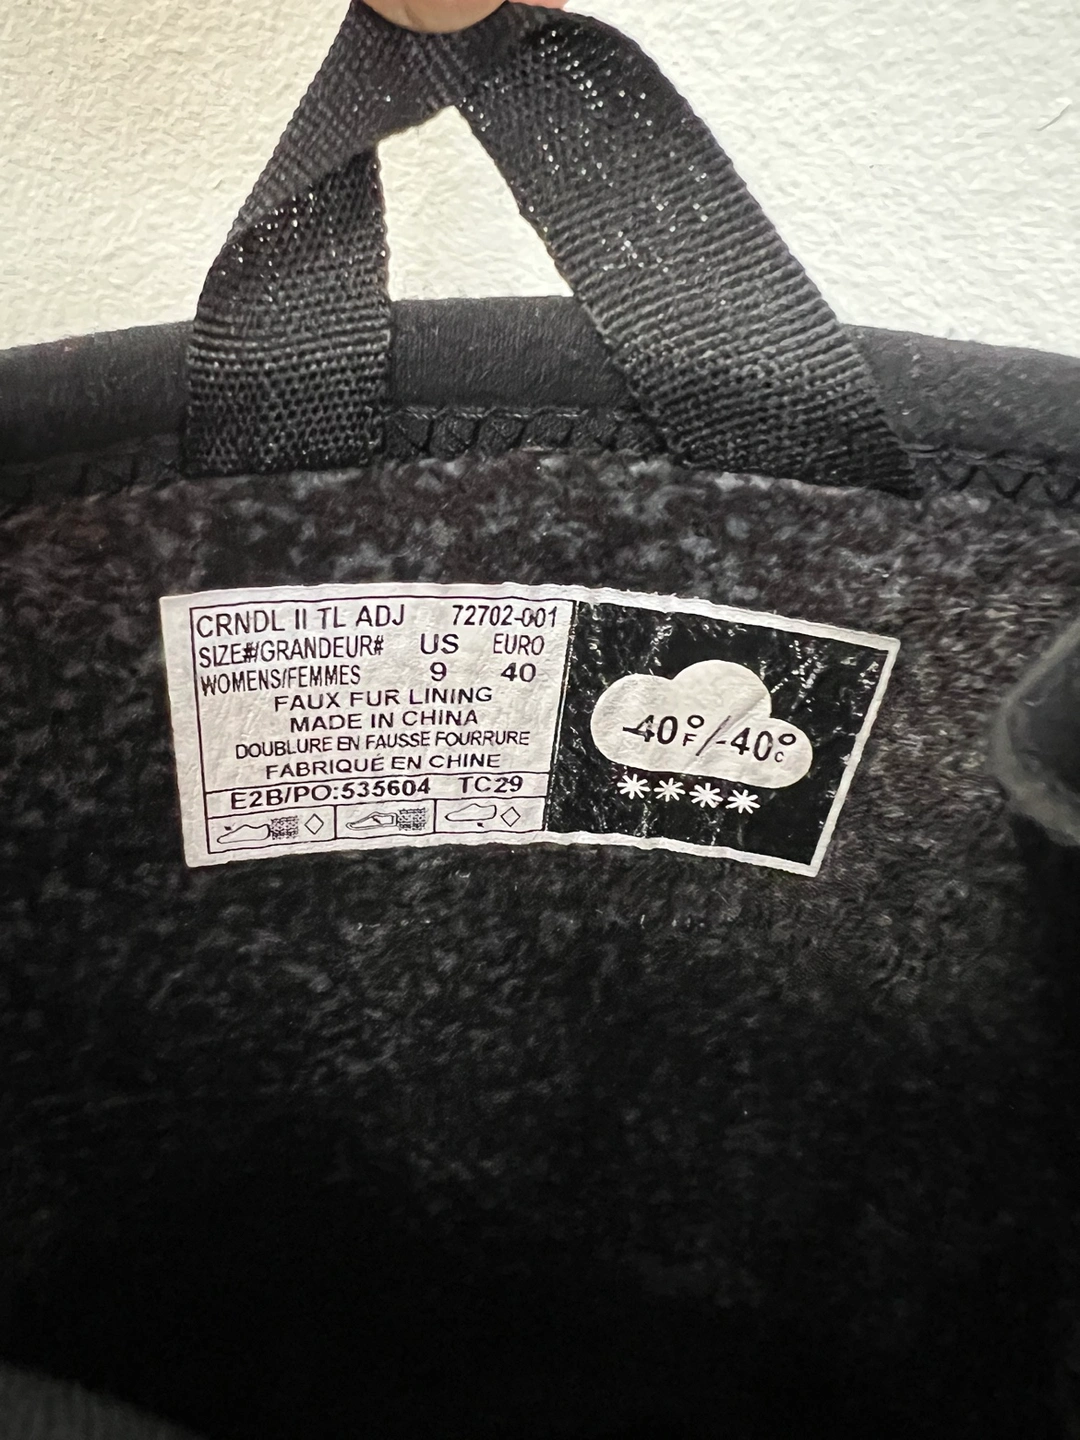 CRNDL II TL ADJ 72702-001
SIZE#/GRANDEUR# US EURO
WOMENS/FEMMES 9 40
FAUX FUR LINING
MADE IN CHINA
DOUBLURE EN FAUSSE FOURRURE
FABRIQUÉ EN CHINE
E2B/PO:535604 TC29
-40°F/-40°C
****